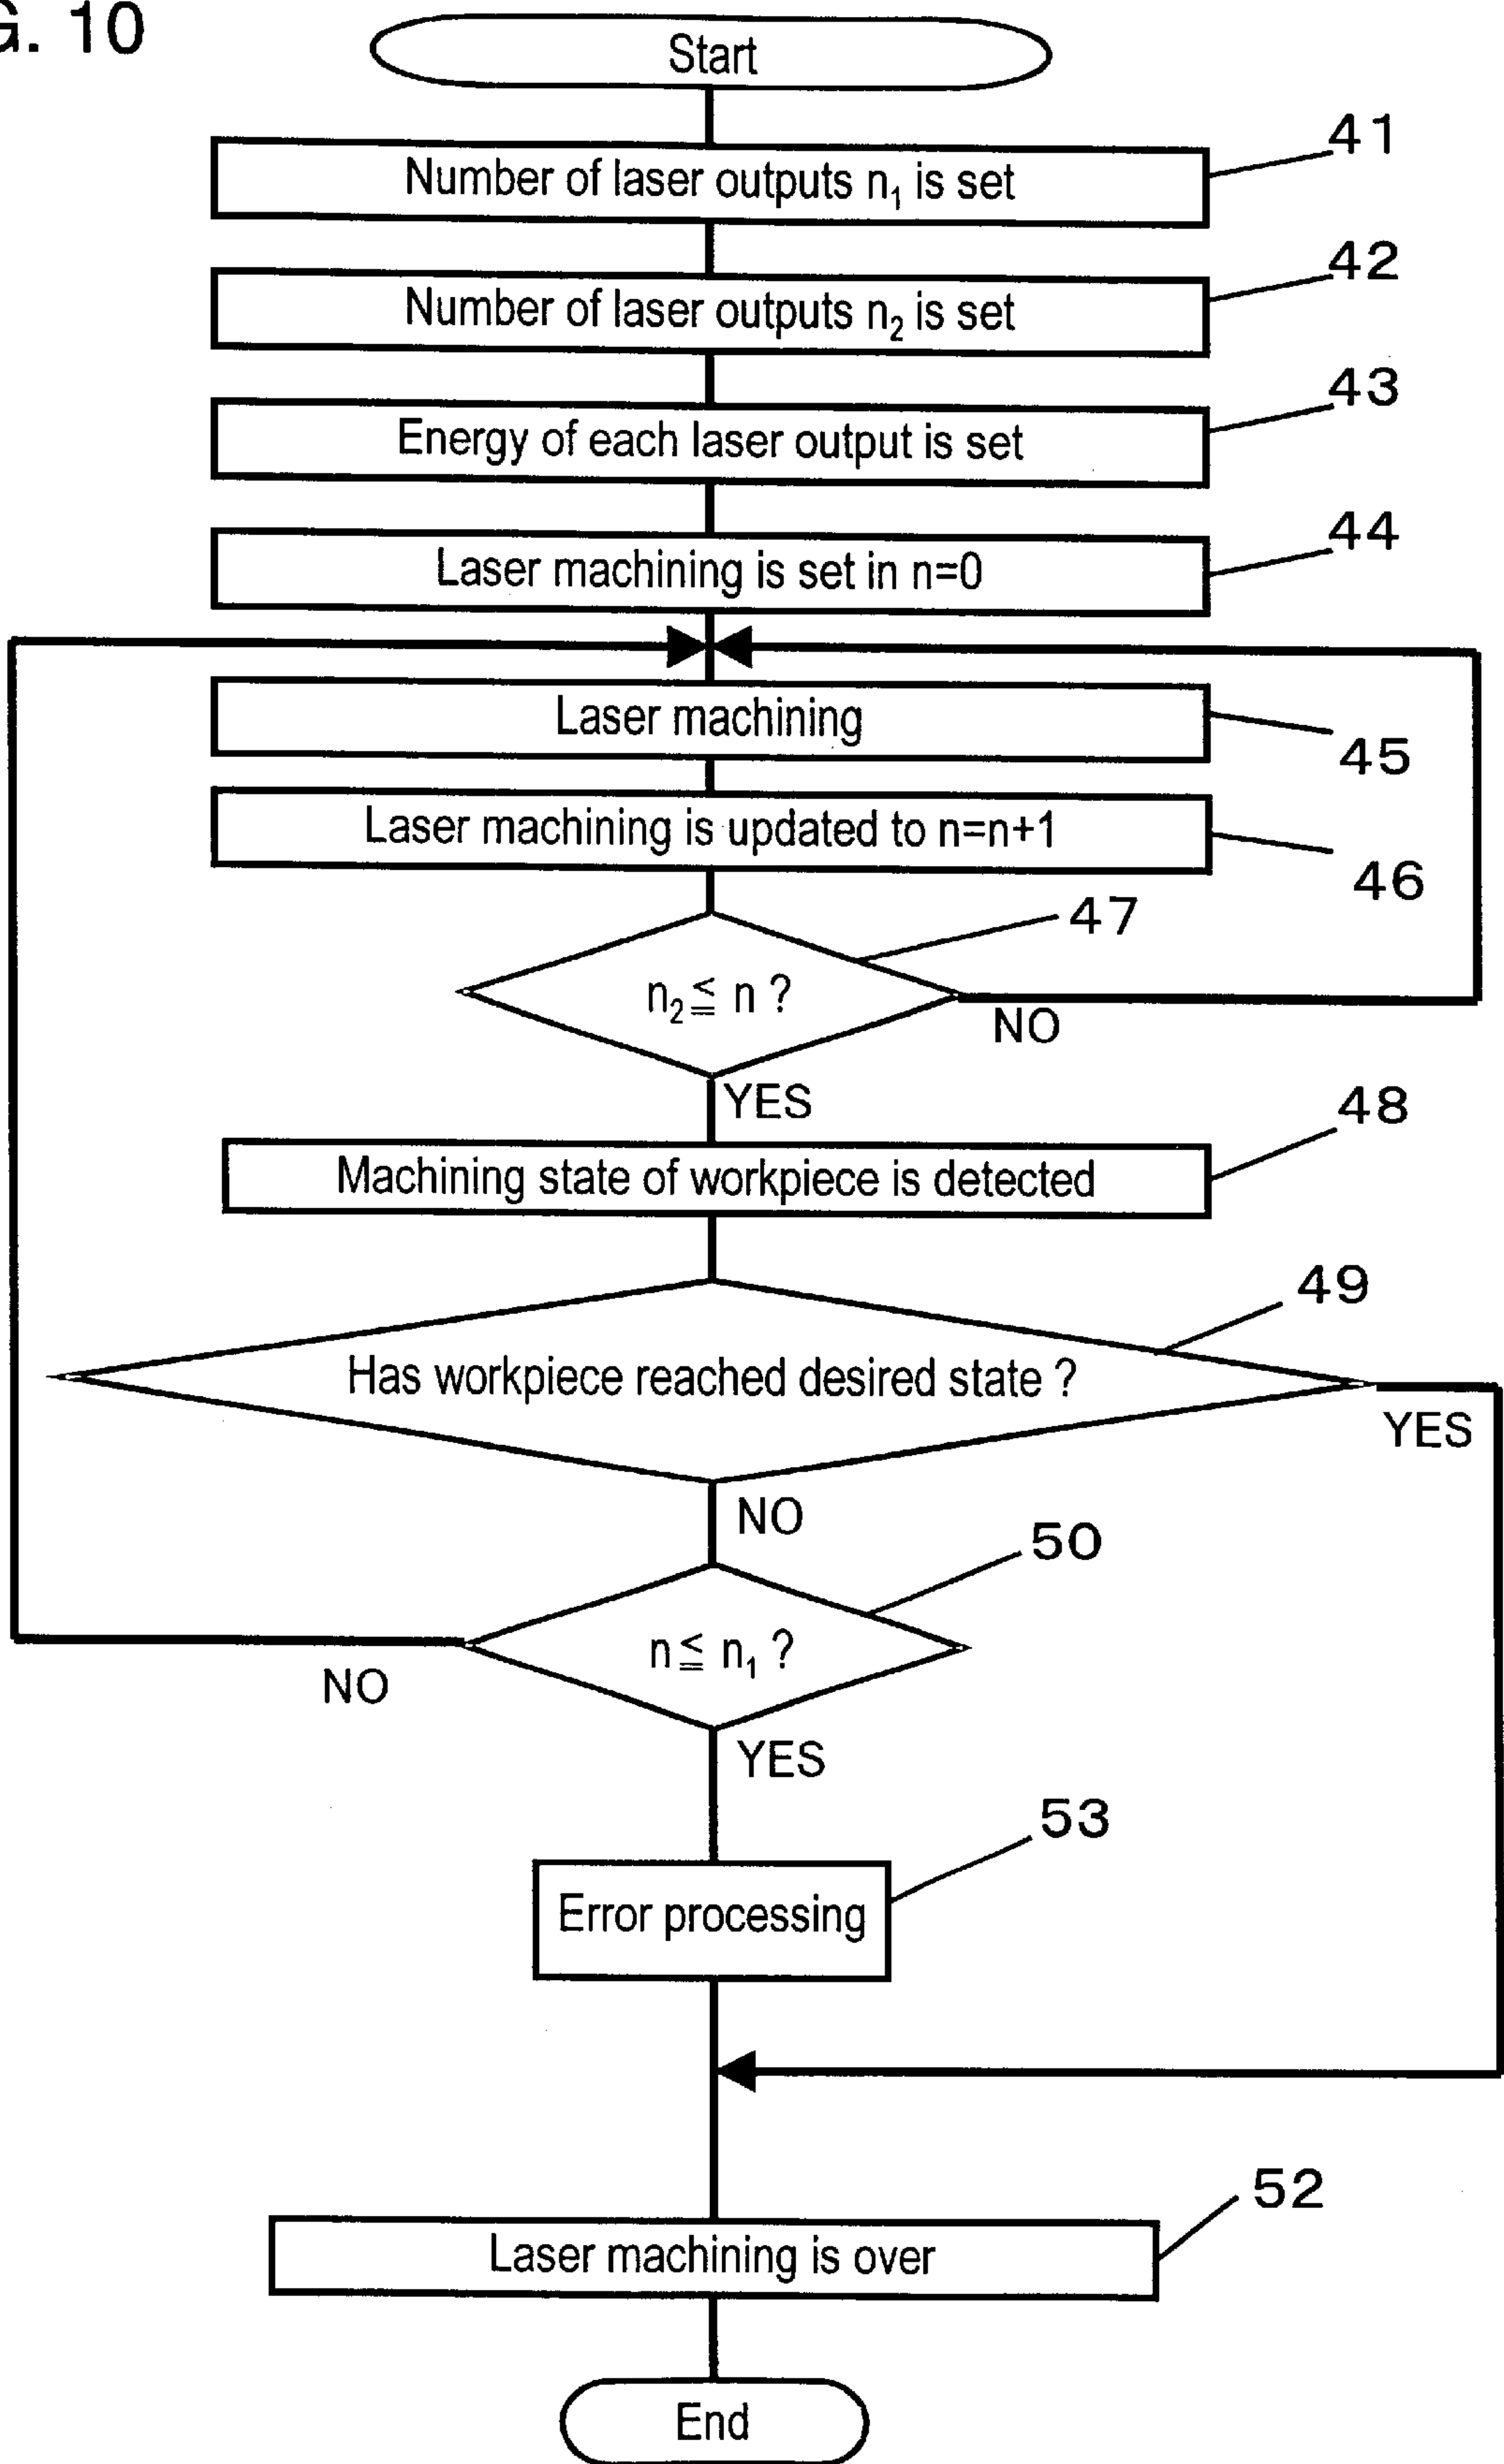 G. 10
Start
41
Number of laser outputs n₁ is set
42
Number of laser outputs n₂ is set
43
Energy of each laser output is set
44
Laser machining is set in n=0
Laser machining
45
Laser machining is updated to n=n+1
46
47
n₂≦ n ?
NO
YES
48
Machining state of workpiece is detected
49
Has workpiece reached desired state ?
YES
NO
50
n≦ n₁ ?
NO
YES
53
Error processing
52
Laser machining is over
End